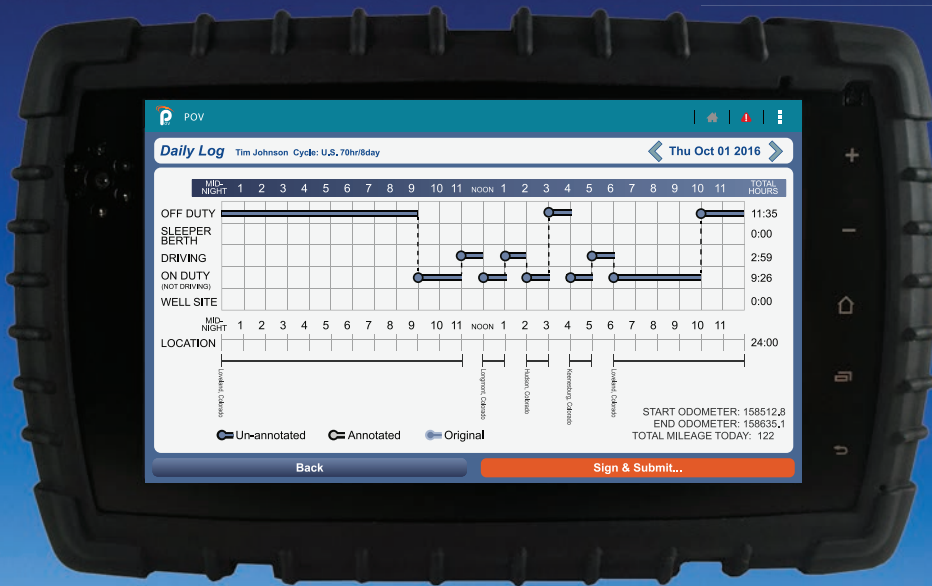 POV
Daily Log Tim Johnson Cycle: U.S. 70hr/8day Thu Oct 01 2016
MID-NIGHT 1 2 3 4 5 6 7 8 9 10 11 NOON 1 2 3 4 5 6 7 8 9 10 11 TOTAL HOURS
OFF DUTY 11:35
SLEEPER BERTH 0:00
DRIVING 2:59
ON DUTY (NOT DRIVING) 9:26
WELL SITE 0:00
MID-NIGHT 1 2 3 4 5 6 7 8 9 10 11 NOON 1 2 3 4 5 6 7 8 9 10 11
LOCATION 24:00
Loveland, Colorado
Longmont, Colorado
Hudson, Colorado
Keenesburg, Colorado
Loveland, Colorado
START ODOMETER: 158512.8
END ODOMETER: 158635.1
TOTAL MILEAGE TODAY: 122
Un-annotated Annotated Original
Back Sign & Submit...